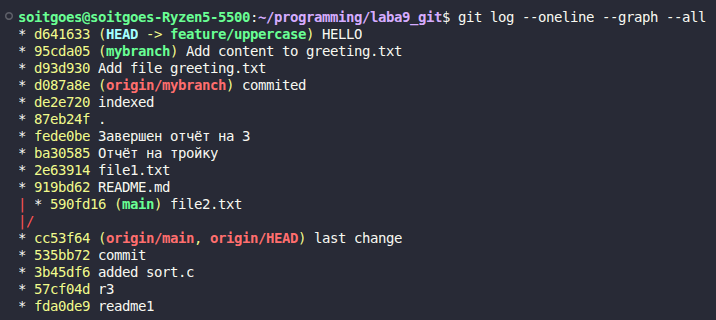 soitgoes@soitgoes-Ryzen5-5500:~/programming/laba9_git$ git log --oneline --graph --all
* d641633 (HEAD -> feature/uppercase) HELLO
* 95cda05 (mybranch) Add content to greeting.txt
* d93d930 Add file greeting.txt
* d087a8e (origin/mybranch) commited
* de2e720 indexed
* 87eb24f .
* fede0be Завершен отчёт на 3
* ba30585 Отчёт на тройку
* 2e63914 file1.txt
* 919bd62 README.md
| * 590fd16 (main) file2.txt
|/
* cc53f64 (origin/main, origin/HEAD) last change
* 535bb72 commit
* 3b45df6 added sort.c
* 57cf04d r3
* fda0de9 readme1